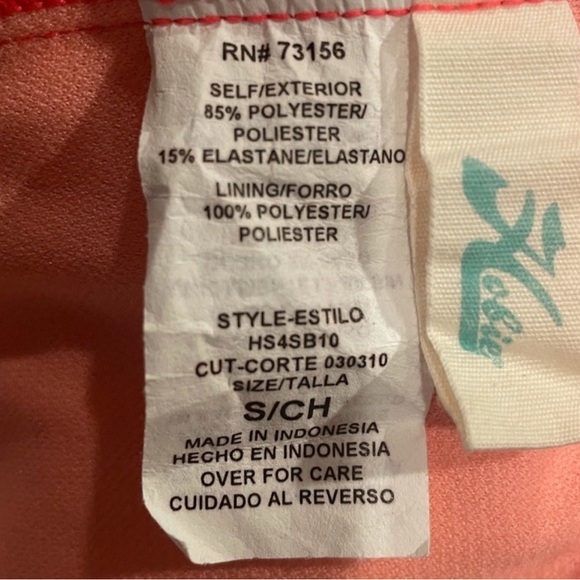 RN# 73156
SELF/EXTERIOR
85% POLYESTER/
POLIESTER
15% ELASTANE/ELASTANO
LINING/FORRO
100% POLYESTER/
POLIESTER
STYLE-ESTILO
HS4SB10
CUT-CORTE 030310
SIZE/TALLA
S/CH
MADE IN INDONESIA
HECHO EN INDONESIA
OVER FOR CARE
CUIDADO AL REVERSO
Hobie